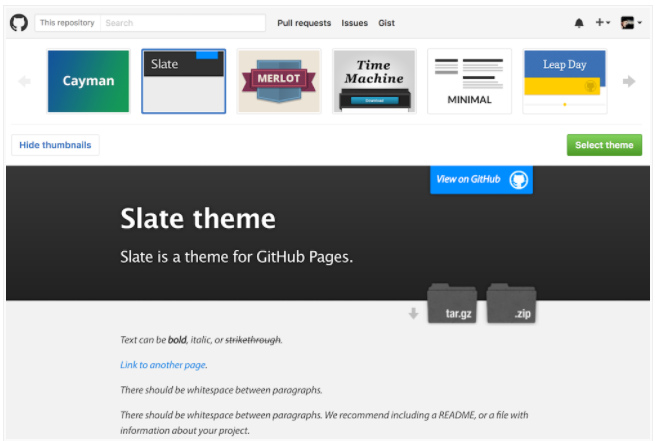 This repository Search Pull requests Issues Gist
Cayman
Slate
MERLOT
Time
Machine
Download
MINIMAL
Leap Day
Hide thumbnails
Select theme
View on GitHub
Slate theme
Slate is a theme for GitHub Pages.
tar.gz
.zip
Text can be bold, italic, or strikethrough.
Link to another page.
There should be whitespace between paragraphs.
There should be whitespace between paragraphs. We recommend including a README, or a file with
information about your project.